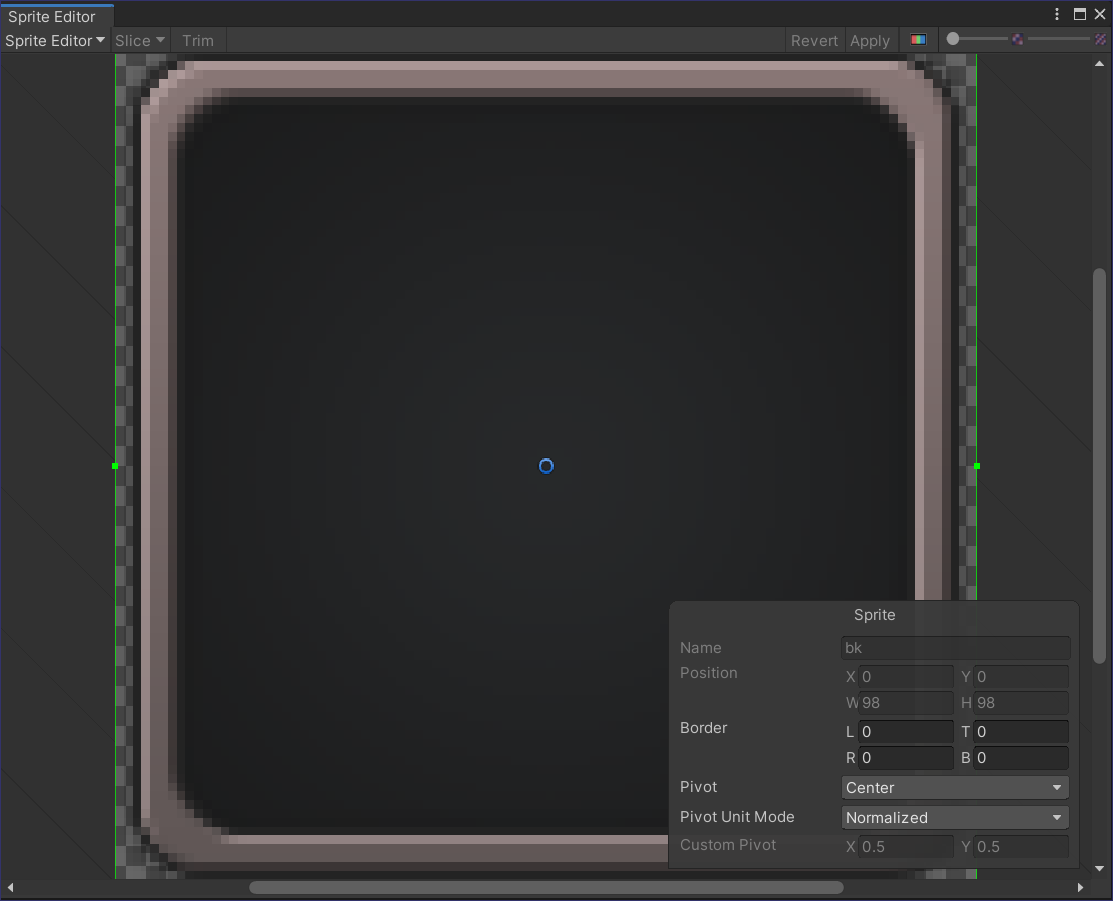 Sprite Editor
Sprite Editor Slice Trim Revert Apply
Sprite
Name bk
Position X 0 Y 0
W 98 H 98
Border L 0 T 0
R 0 B 0
Pivot Center
Pivot Unit Mode Normalized
Custom Pivot X 0.5 Y 0.5